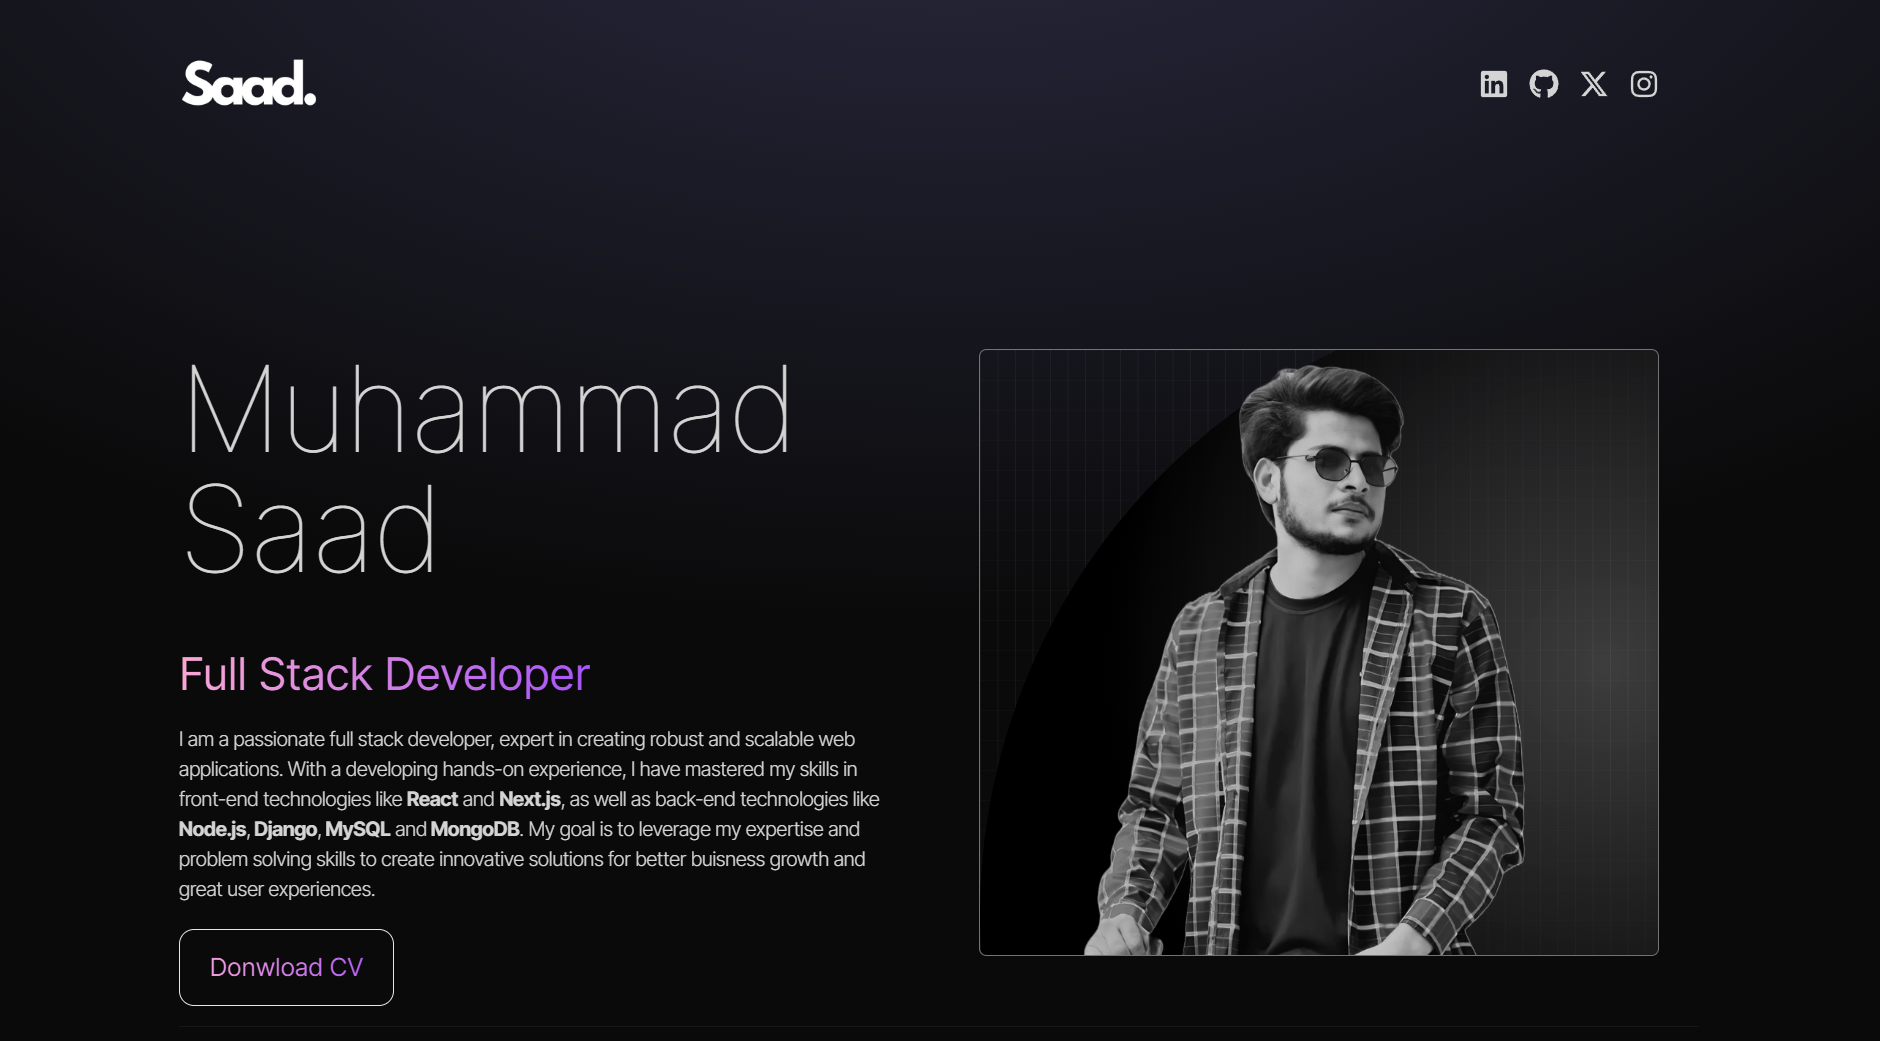 Saad.
Muhammad
Saad
Full Stack Developer
I am a passionate full stack developer, expert in creating robust and scalable web
applications. With a developing hands-on experience, I have mastered my skills in
front-end technologies like React and Next.js, as well as back-end technologies like
Node.js, Django, MySQL and MongoDB. My goal is to leverage my expertise and
problem solving skills to create innovative solutions for better buisness growth and
great user experiences.
Donwload CV